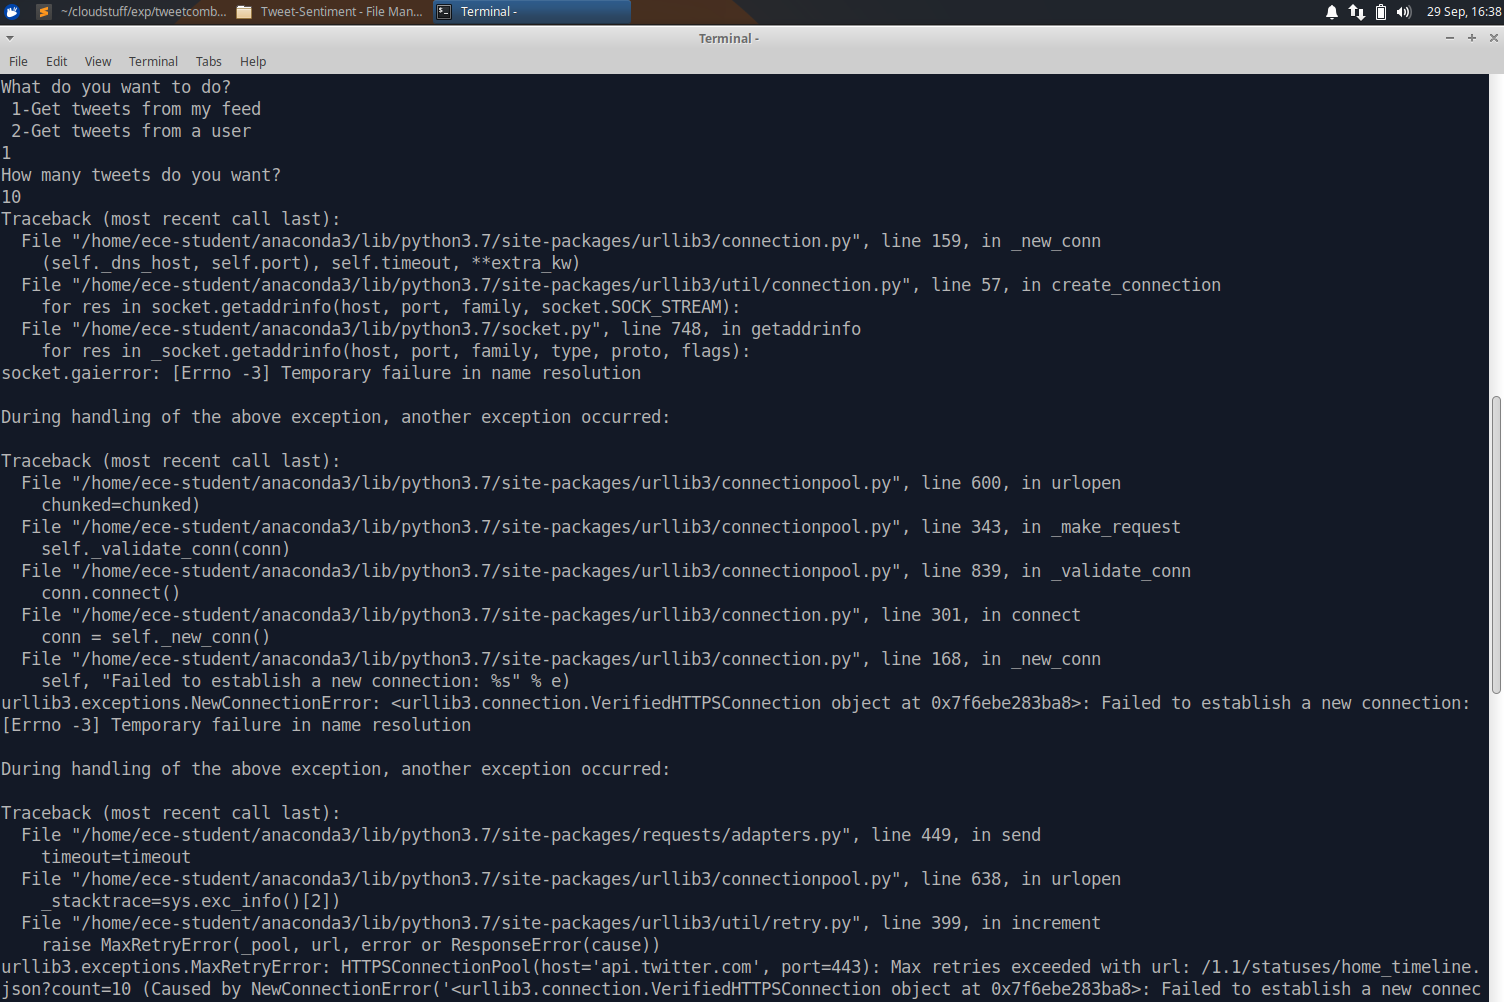 ~/cloudstuff/exp/tweetcomb...
Tweet-Sentiment - File Man...
Terminal -
29 Sep, 16:38
Terminal -
File Edit View Terminal Tabs Help
What do you want to do?
 1-Get tweets from my feed
 2-Get tweets from a user
1
How many tweets do you want?
10
Traceback (most recent call last):
  File "/home/ece-student/anaconda3/lib/python3.7/site-packages/urllib3/connection.py", line 159, in _new_conn
    (self._dns_host, self.port), self.timeout, **extra_kw)
  File "/home/ece-student/anaconda3/lib/python3.7/site-packages/urllib3/util/connection.py", line 57, in create_connection
    for res in socket.getaddrinfo(host, port, family, socket.SOCK_STREAM):
  File "/home/ece-student/anaconda3/lib/python3.7/socket.py", line 748, in getaddrinfo
    for res in _socket.getaddrinfo(host, port, family, type, proto, flags):
socket.gaierror: [Errno -3] Temporary failure in name resolution

During handling of the above exception, another exception occurred:

Traceback (most recent call last):
  File "/home/ece-student/anaconda3/lib/python3.7/site-packages/urllib3/connectionpool.py", line 600, in urlopen
    chunked=chunked)
  File "/home/ece-student/anaconda3/lib/python3.7/site-packages/urllib3/connectionpool.py", line 343, in _make_request
    self._validate_conn(conn)
  File "/home/ece-student/anaconda3/lib/python3.7/site-packages/urllib3/connectionpool.py", line 839, in _validate_conn
    conn.connect()
  File "/home/ece-student/anaconda3/lib/python3.7/site-packages/urllib3/connection.py", line 301, in connect
    conn = self._new_conn()
  File "/home/ece-student/anaconda3/lib/python3.7/site-packages/urllib3/connection.py", line 168, in _new_conn
    self, "Failed to establish a new connection: %s" % e)
urllib3.exceptions.NewConnectionError: <urllib3.connection.VerifiedHTTPSConnection object at 0x7f6ebe283ba8>: Failed to establish a new connection:
[Errno -3] Temporary failure in name resolution

During handling of the above exception, another exception occurred:

Traceback (most recent call last):
  File "/home/ece-student/anaconda3/lib/python3.7/site-packages/requests/adapters.py", line 449, in send
    timeout=timeout
  File "/home/ece-student/anaconda3/lib/python3.7/site-packages/urllib3/connectionpool.py", line 638, in urlopen
    _stacktrace=sys.exc_info()[2])
  File "/home/ece-student/anaconda3/lib/python3.7/site-packages/urllib3/util/retry.py", line 399, in increment
    raise MaxRetryError(_pool, url, error or ResponseError(cause))
urllib3.exceptions.MaxRetryError: HTTPSConnectionPool(host='api.twitter.com', port=443): Max retries exceeded with url: /1.1/statuses/home_timeline.
json?count=10 (Caused by NewConnectionError('<urllib3.connection.VerifiedHTTPSConnection object at 0x7f6ebe283ba8>: Failed to establish a new connec